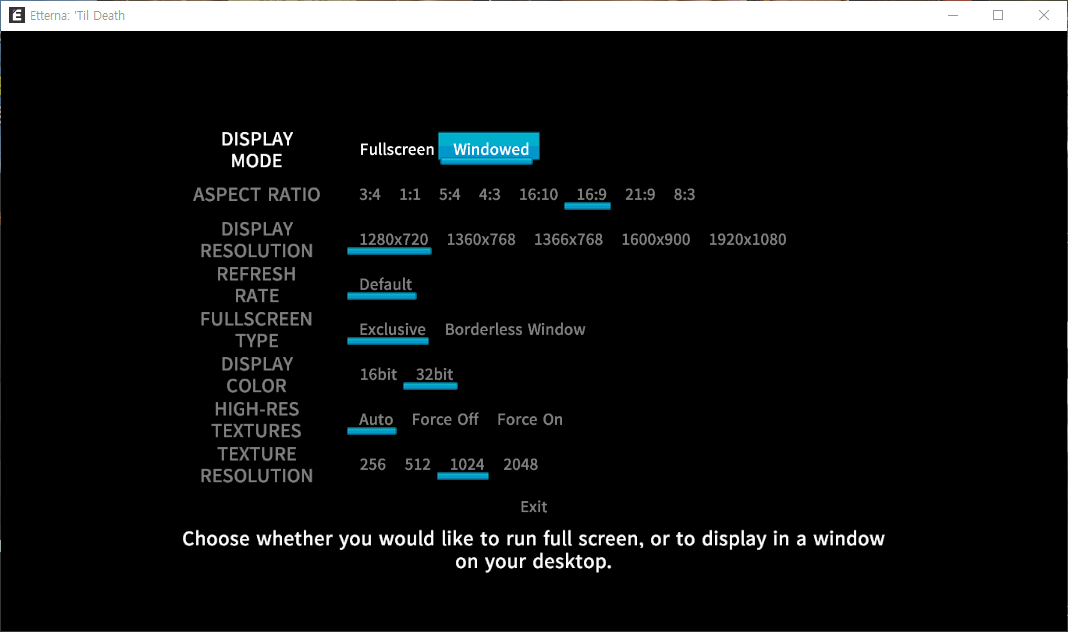 Etterna: 'Til Death
DISPLAY
MODE
Fullscreen Windowed
ASPECT RATIO
3:4 1:1 5:4 4:3 16:10 16:9 21:9 8:3
DISPLAY
RESOLUTION
1280x720 1360x768 1366x768 1600x900 1920x1080
REFRESH
RATE
Default
FULLSCREEN
TYPE
Exclusive Borderless Window
DISPLAY
COLOR
16bit 32bit
HIGH-RES
TEXTURES
Auto Force Off Force On
TEXTURE
RESOLUTION
256 512 1024 2048
Exit
Choose whether you would like to run full screen, or to display in a window
on your desktop.